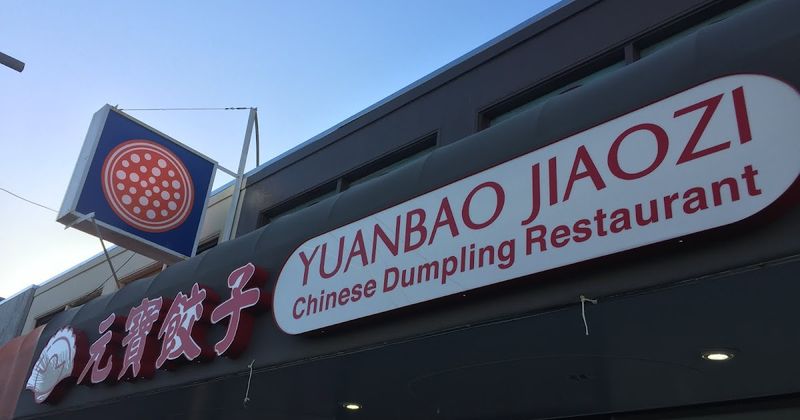 元寶餃子
YUANBAO JIAOZI
Chinese Dumpling Restaurant